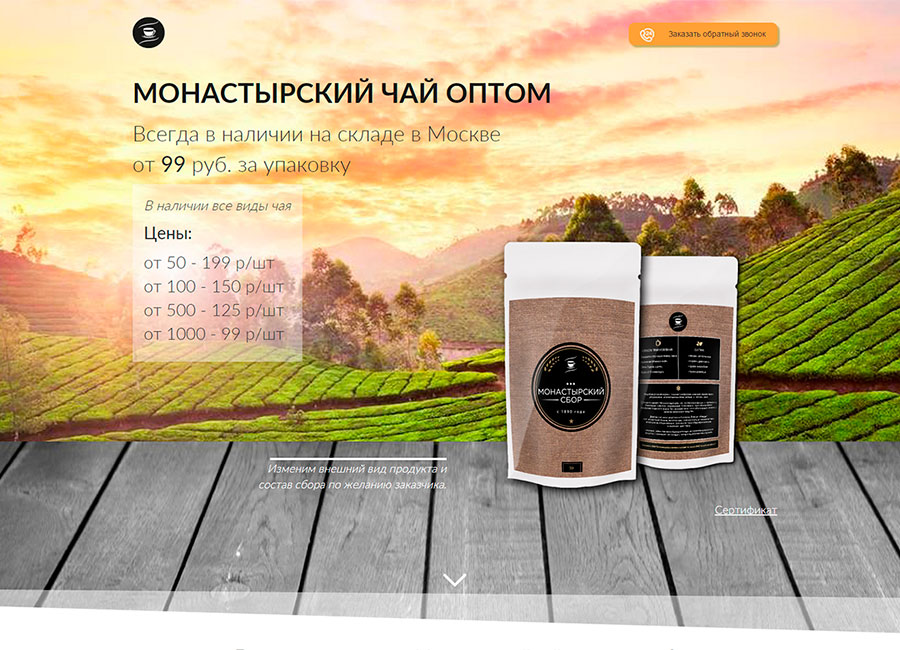 Заказать обратный звонок
МОНАСТЫРСКИЙ ЧАЙ ОПТОМ
Всегда в наличии на складе в Москве
от 99 руб. за упаковку
В наличии все виды чая
Цены:
от 50 - 199 р/шт
от 100 - 150 р/шт
от 500 - 125 р/шт
от 1000 - 99 р/шт
МОНАСТЫРСКИЙ
СБОР
с 1890 года
Изменим внешний вид продукта и
состав сбора по желанию заказчика.
Сертификат